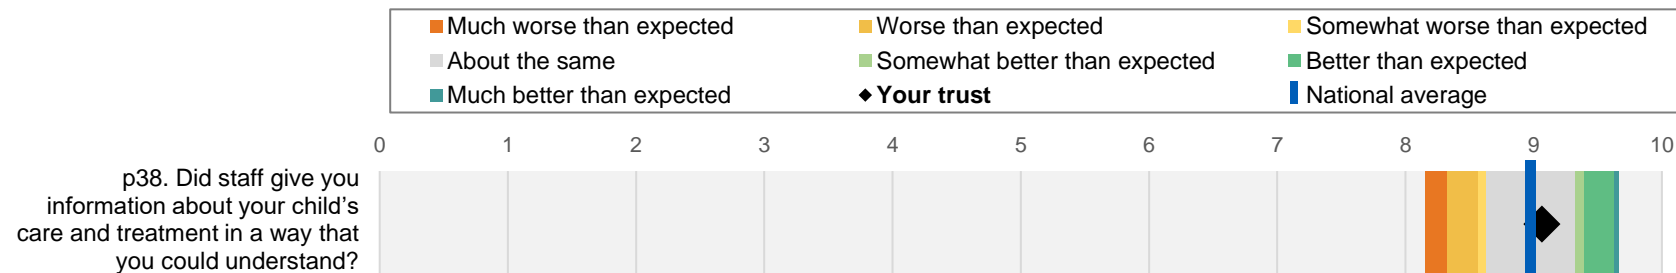 Much worse than expected Worse than expected Somewhat worse than expected
About the same Somewhat better than expected Better than expected
Much better than expected Your trust National average
0 1 2 3 4 5 6 7 8 9 10
p38. Did staff give you
information about your child's
care and treatment in a way that
you could understand?